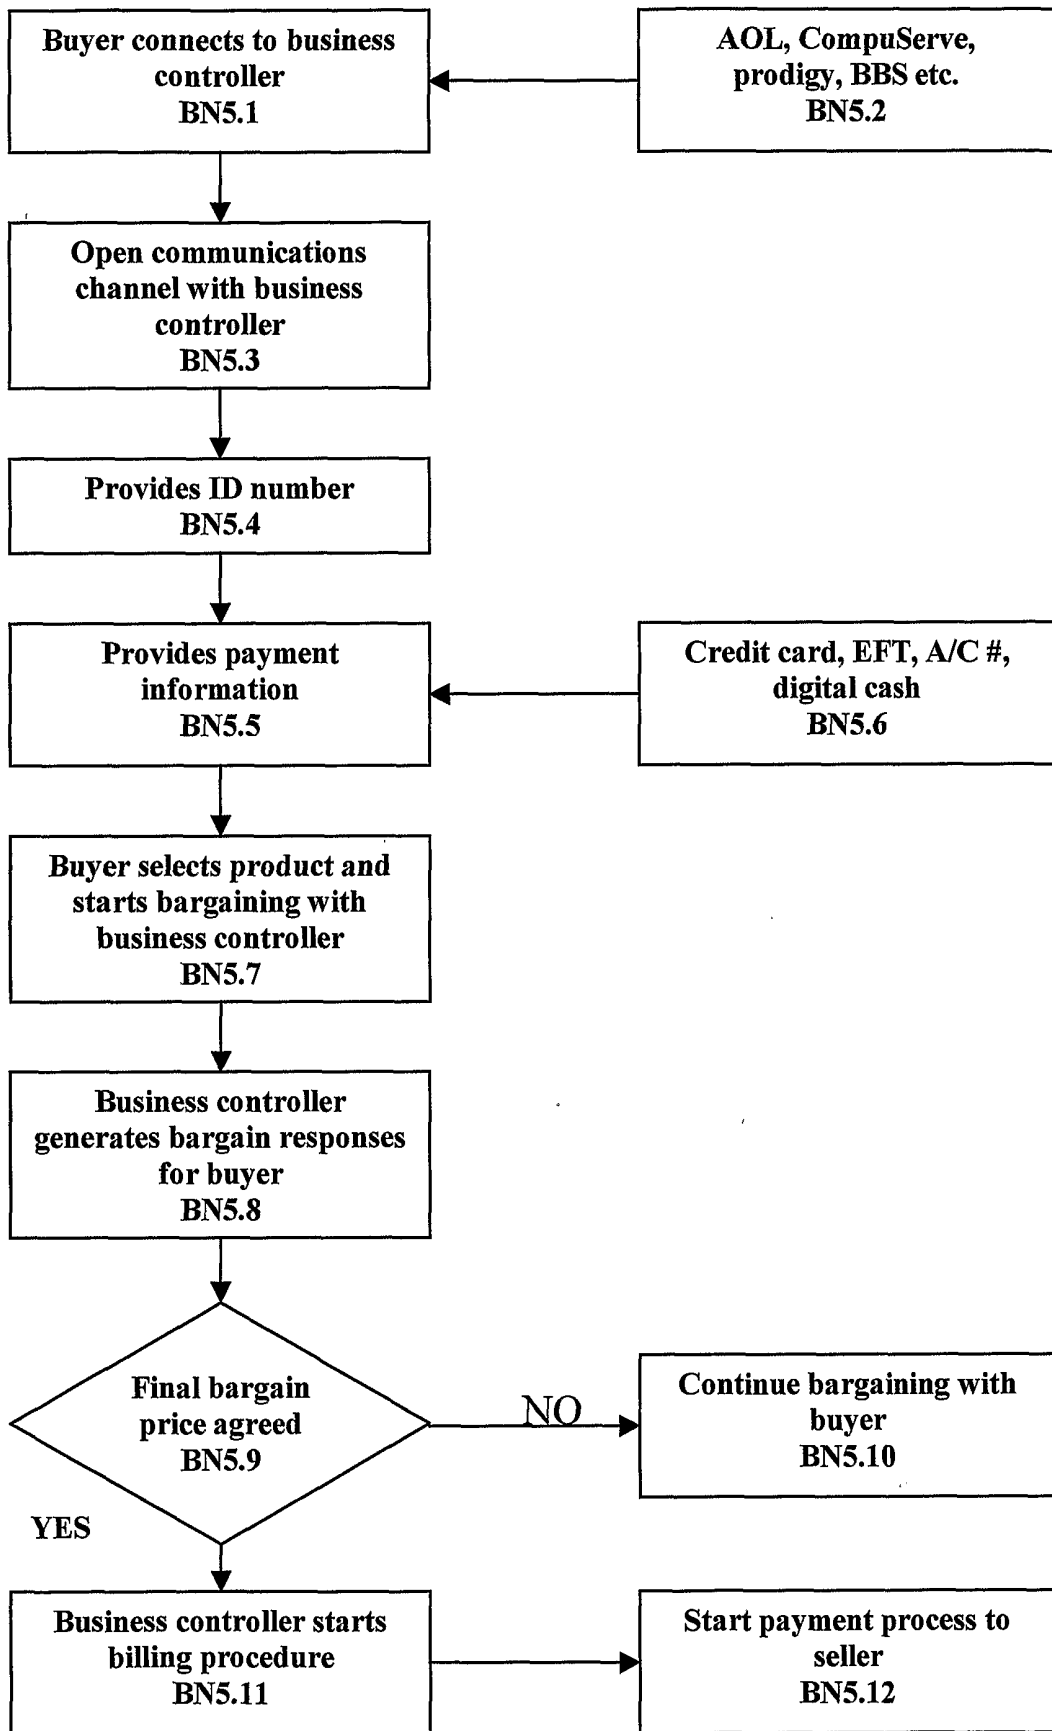 Buyer connects to business
controller
BN5.1
AOL, CompuServe,
prodigy, BBS etc.
BN5.2
Open communications
channel with business
controller
BN5.3
Provides ID number
BN5.4
Provides payment
information
BN5.5
Credit card, EFT, A/C #,
digital cash
BN5.6
Buyer selects product and
starts bargaining with
business controller
BN5.7
Business controller
generates bargain responses
for buyer
BN5.8
Final bargain
price agreed
BN5.9
NO
Continue bargaining with
buyer
BN5.10
YES
Business controller starts
billing procedure
BN5.11
Start payment process to
seller
BN5.12